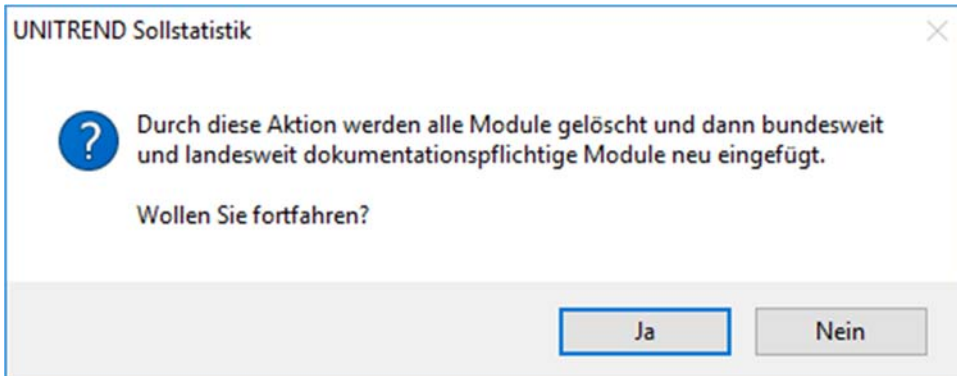 UNITREND Sollstatistik
Durch diese Aktion werden alle Module gelöscht und dann bundesweit
und landesweit dokumentationspflichtige Module neu eingefügt.
Wollen Sie fortfahren?
Ja
Nein